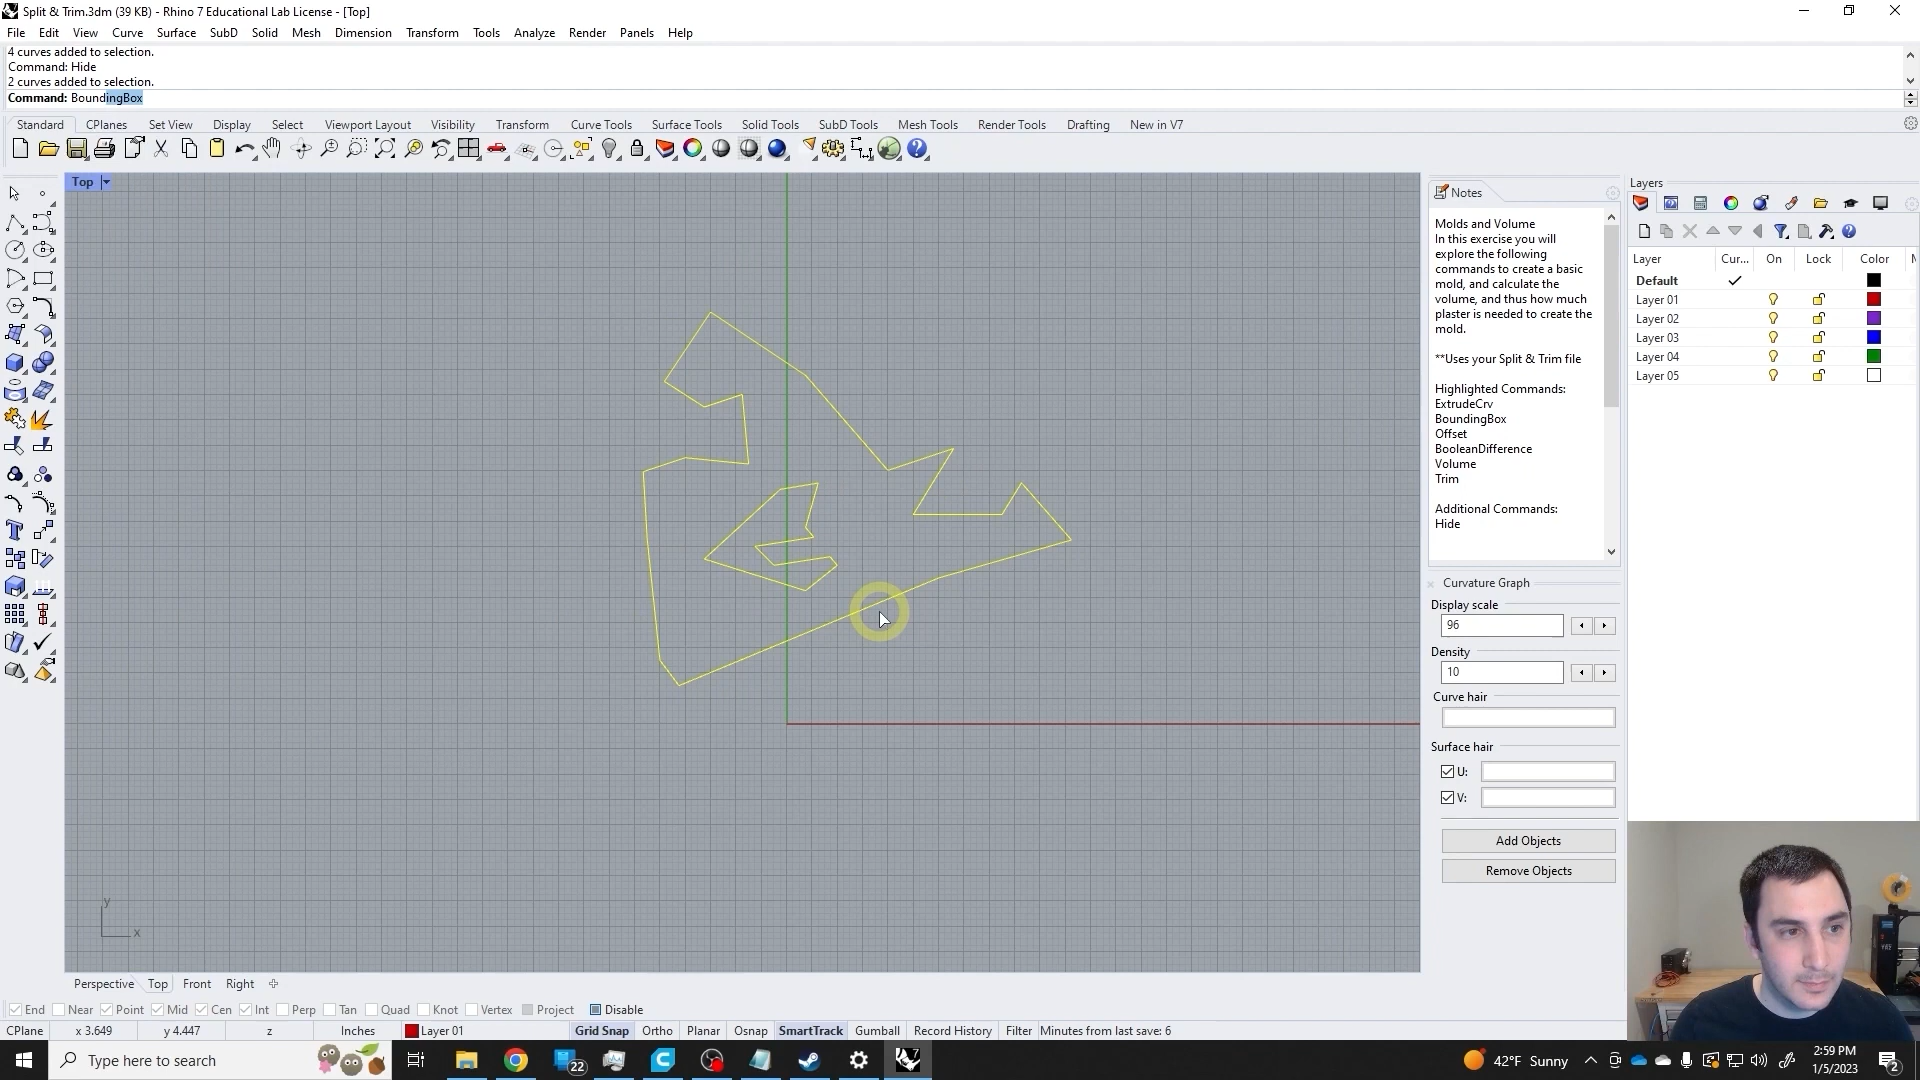 Split & Trim.3dm (39 KB) - Rhino 7 Educational Lab License - [Top]
File Edit View Curve Surface SubD Solid Mesh Dimension Transform Tools Analyze Render Panels Help
4 curves added to selection.
Command: Hide
2 curves added to selection.
Command: BoundingBox
Standard CPlanes Set View Display Select Viewport Layout Visibility Transform Curve Tools Surface Tools Solid Tools SubD Tools Mesh Tools Render Tools Drafting New in V7
Top
Notes
Molds and Volume
In this exercise you will
explore the following
commands to create a basic
mold, and calculate the
volume, and thus how much
plaster is needed to create the
mold.
**Uses your Split & Trim file
Highlighted Commands:
ExtrudeCrv
BoundingBox
Offset
BooleanDifference
Volume
Trim
Additional Commands:
Hide
Curvature Graph
Display scale
96
Density
10
Curve hair
Surface hair
U:
V:
Add Objects
Remove Objects
Layers
Layer Cur... On Lock Color
Default
Layer 01
Layer 02
Layer 03
Layer 04
Layer 05
y
x
Perspective Top Front Right
End Near Point Mid Cen Int Perp Tan Quad Knot Vertex Project Disable
CPlane x 3.649 y 4.447 z Inches Layer 01 Grid Snap Ortho Planar Osnap SmartTrack Gumball Record History Filter Minutes from last save: 6
Type here to search
22
42°F Sunny
2:59 PM
1/5/2023
2